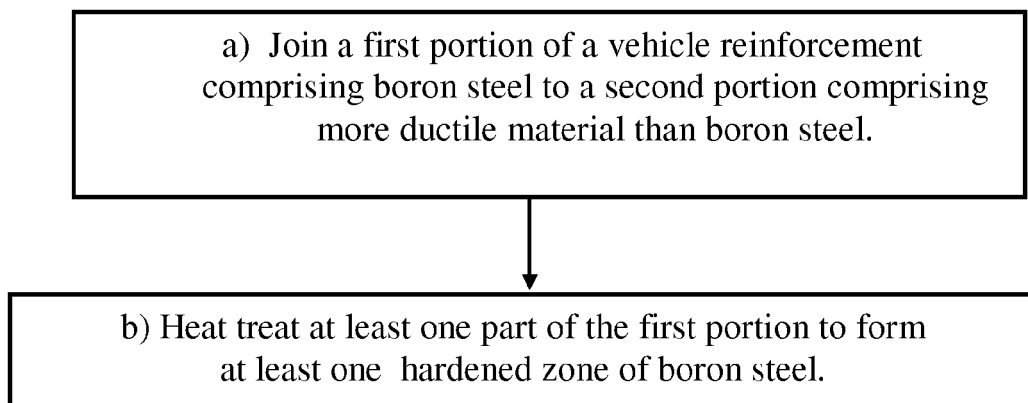 a) Join a first portion of a vehicle reinforcement
comprising boron steel to a second portion comprising
more ductile material than boron steel.
b) Heat treat at least one part of the first portion to form
at least one hardened zone of boron steel.